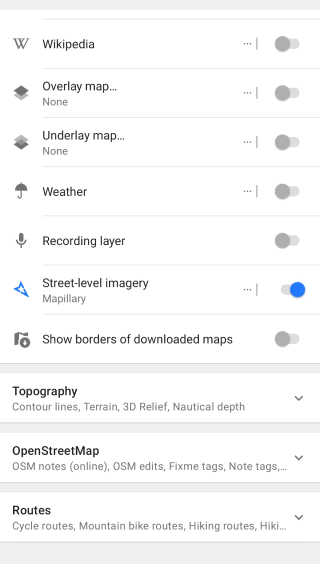 Wikipedia
Overlay map…
None
Underlay map…
None
Weather
Recording layer
Street-level imagery
Mapillary
Show borders of downloaded maps
Topography
Contour lines, Terrain, 3D Relief, Nautical depth
OpenStreetMap
OSM notes (online), OSM edits, Fixme tags, Note tags,…
Routes
Cycle routes, Mountain bike routes, Hiking routes, Hiki…